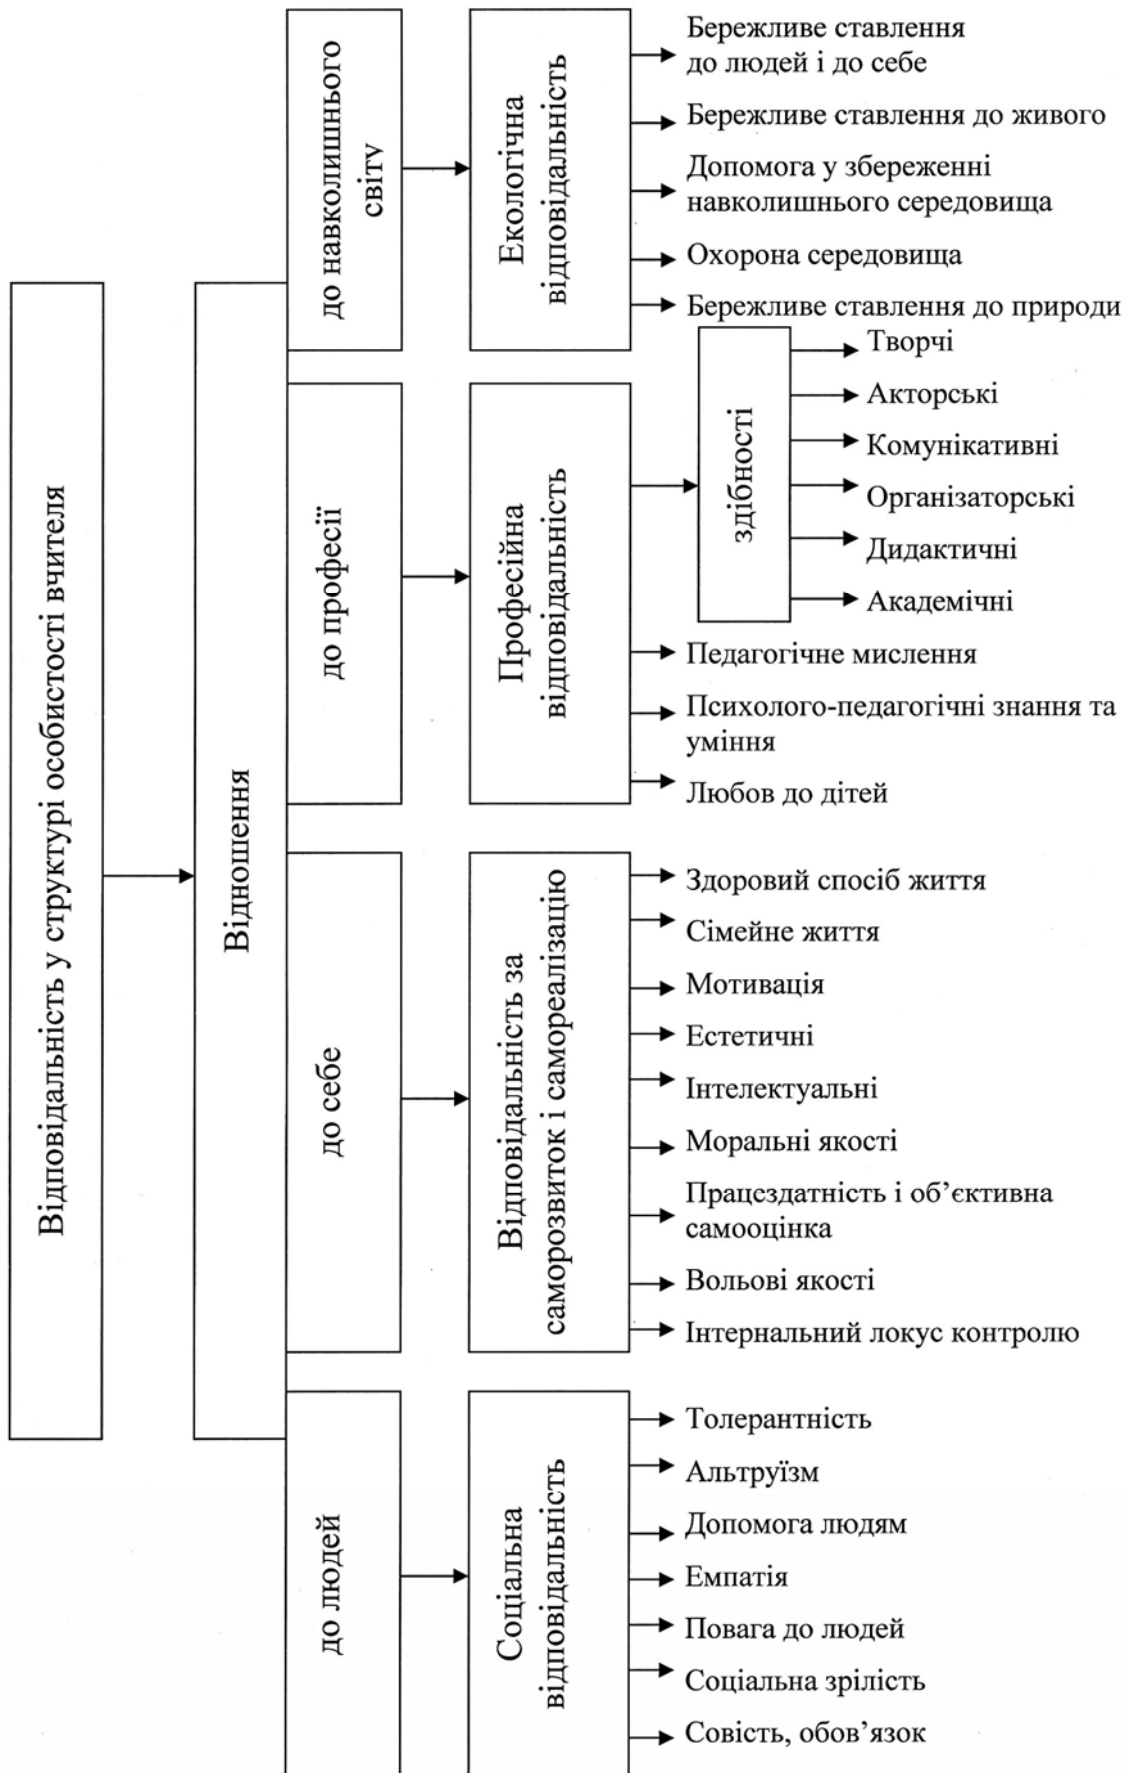 Відповідальність у структурі особистості вчителя
Відношення
до навколишнього
світу
Екологічна
відповідальність
Бережливе ставлення
до людей і до себе
Бережливе ставлення до живого
Допомога у збереженні
навколишнього середовища
Охорона середовища
Бережливе ставлення до природи
до професії
Професійна
відповідальність
здібності
Творчі
Акторські
Комунікативні
Організаторські
Дидактичні
Академічні
Педагогічне мислення
Психолого-педагогічні знання та
уміння
Любов до дітей
до себе
Відповідальність за
саморозвиток і самореалізацію
Здоровий спосіб життя
Сімейне життя
Мотивація
Естетичні
Інтелектуальні
Моральні якості
Працездатність і об’єктивна
самооцінка
Вольові якості
Інтернальний локус контролю
до людей
Соціальна
відповідальність
Толерантність
Альтруїзм
Допомога людям
Емпатія
Повага до людей
Соціальна зрілість
Совість, обов’язок